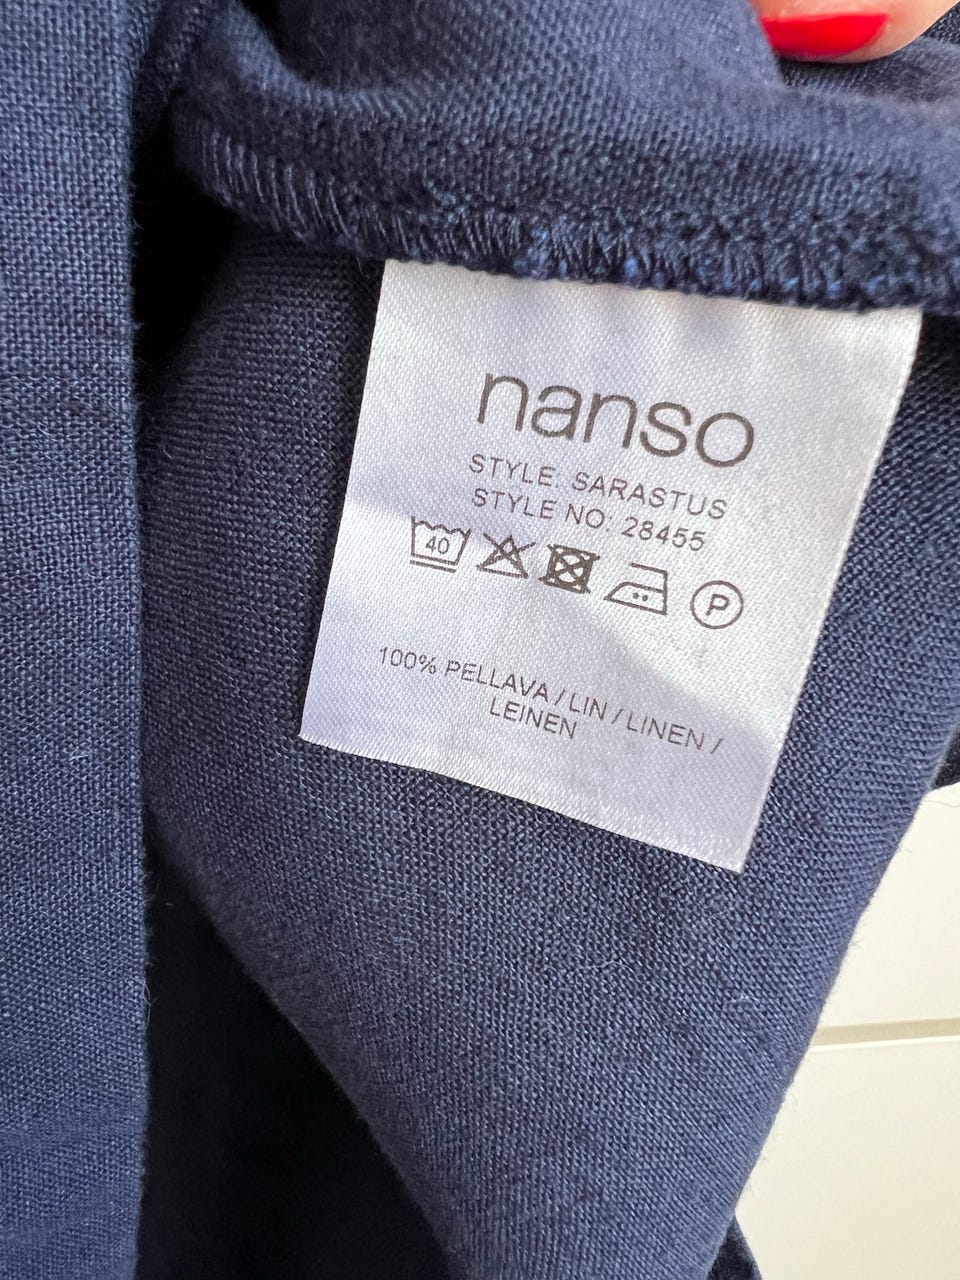 nanso
STYLE: SARASTUS
STYLE NO: 28455
40 P
100% PELLAVA / LIN / LINEN /
LEINEN